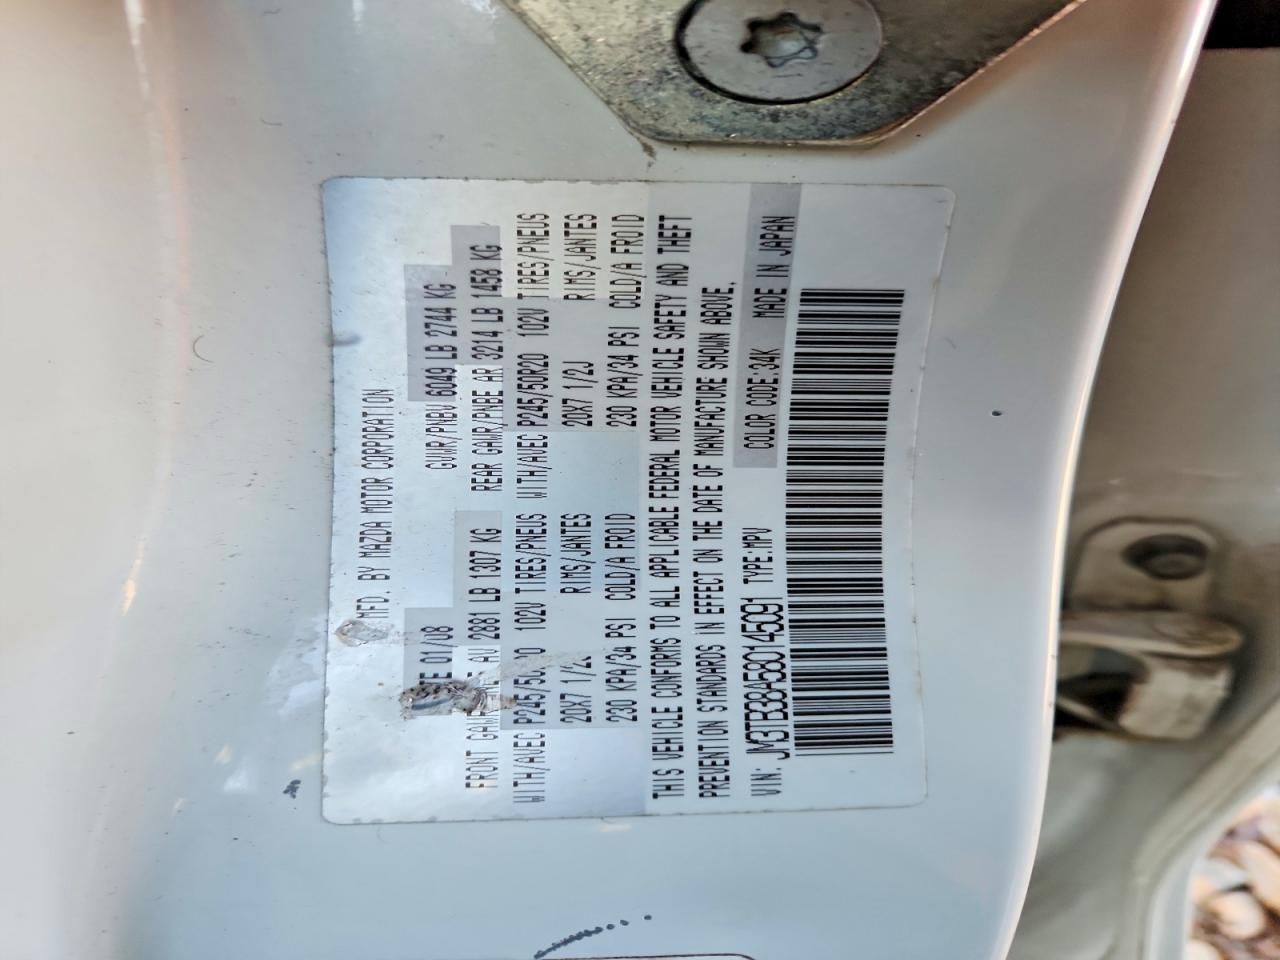 MFD. BY MAZDA MOTOR CORPORATION
01/08 GVWR/PNBV 6049 LB 2744 KG
FRONT AV 2881 LB 1307 KG REAR GAWR/PNBE AR 3214 LB 1458 KG
WITH/AVEC 102V TIRES/PNEUS WITH/AVEC P245/50R20 102V TIRES/PNEUS
20X7 RIMS/JANTES 20X7 1/2J RIMS/JANTES
230 KPA/34 PSI COLD/A FROID 230 KPA/34 PSI COLD/A FROID
THIS VEHICLE CONFORMS TO ALL APPLICABLE FEDERAL MOTOR VEHICLE SAFETY AND THEFT
PREVENTION STANDARDS IN EFFECT ON THE DATE OF MANUFACTURE SHOWN ABOVE.
VIN: JM3TB38A580145091 TYPE:MPV COLOR CODE:34K MADE IN JAPAN